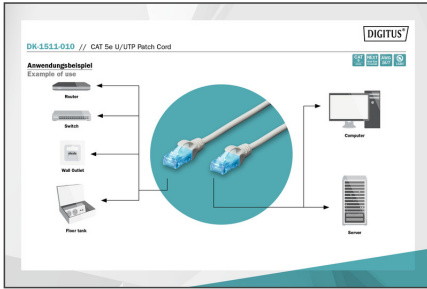 DIGITUS®
DK-1511-010 // CAT 5e U/UTP Patch Cord
Anwendungsbeispiel
Example of use
Router
Switch
Wall Outlet
Floor tank
Computer
Server